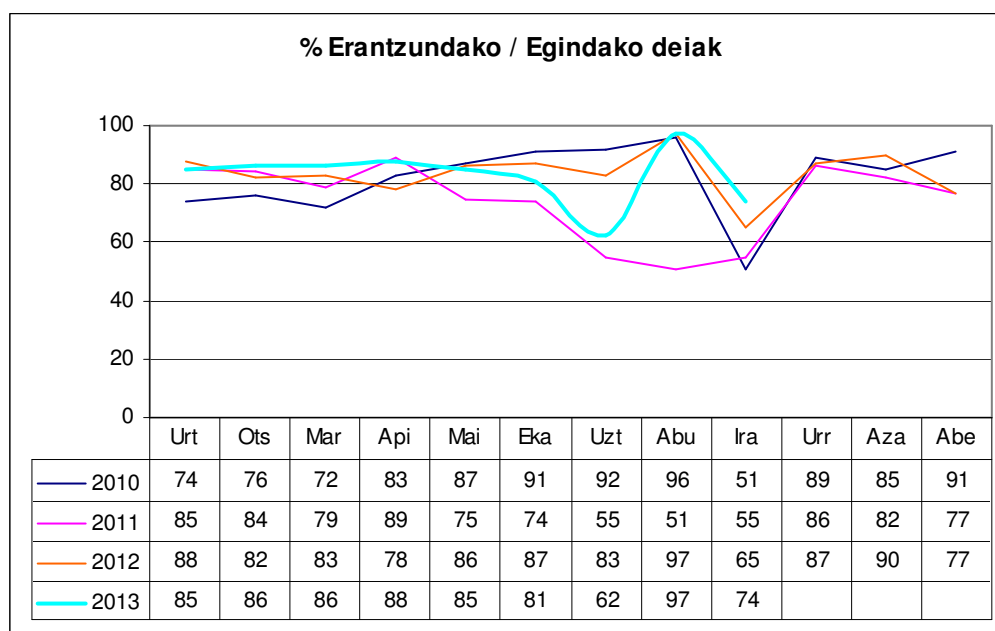 % Erantzundako / Egindako deiak
100
80
60
40
20
0
Urt Ots Mar Api Mai Eka Uzt Abu Ira Urr Aza Abe
2010 74 76 72 83 87 91 92 96 51 89 85 91
2011 85 84 79 89 75 74 55 51 55 86 82 77
2012 88 82 83 78 86 87 83 97 65 87 90 77
2013 85 86 86 88 85 81 62 97 74